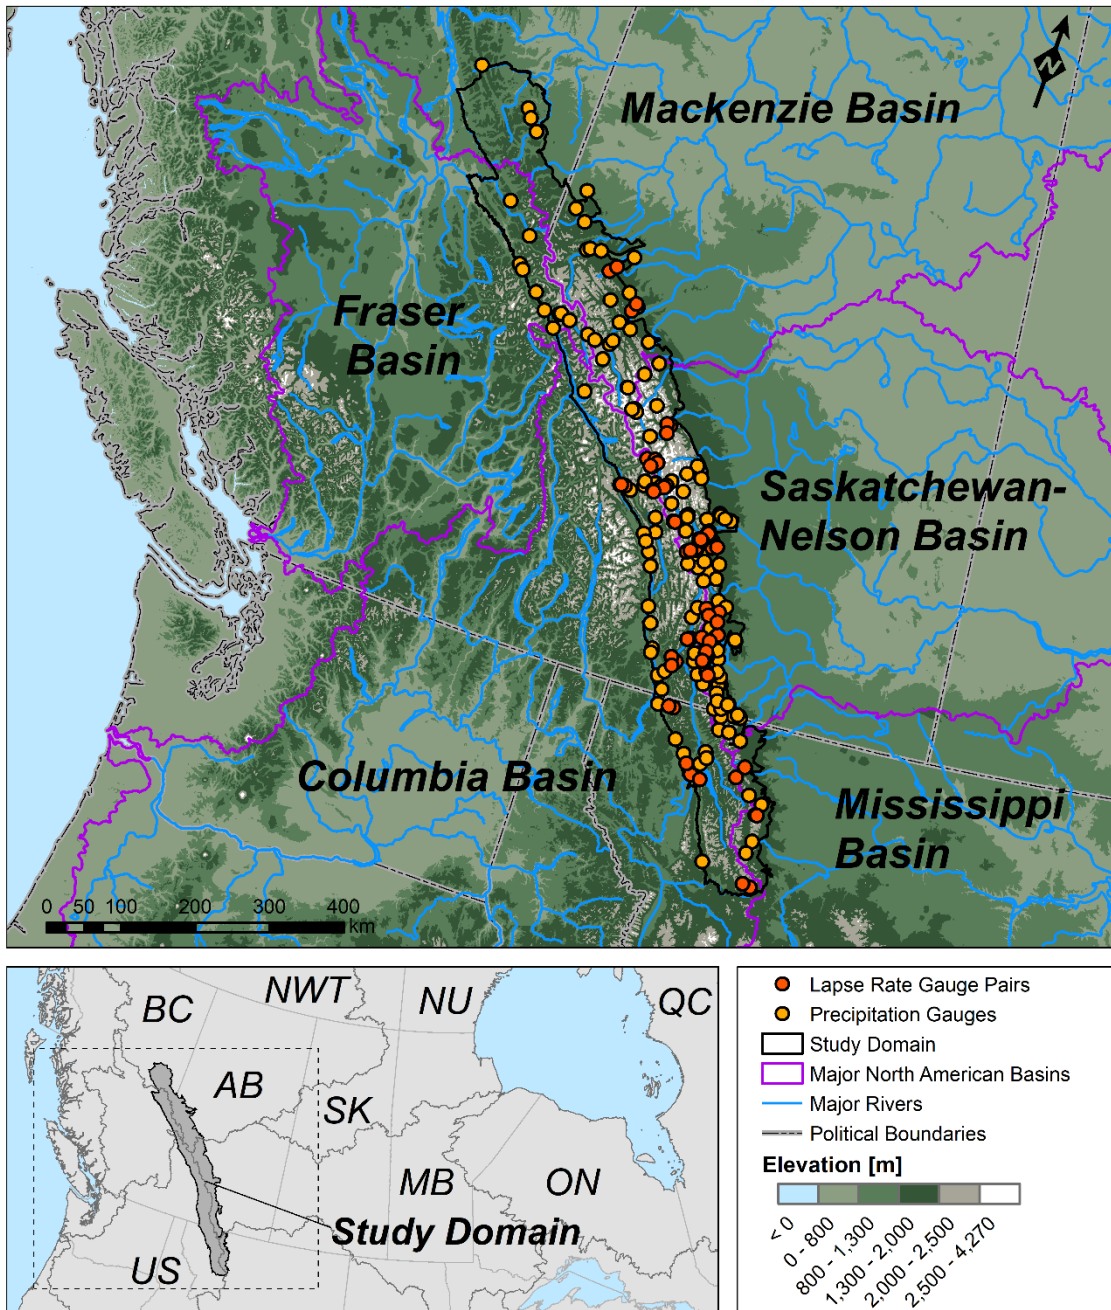 N
Mackenzie Basin
Fraser
Basin
Saskatchewan-
Nelson Basin
Columbia Basin
Mississippi
Basin
0 50 100 200 300 400
km
NWT
NU
QC
BC
AB
SK
MB
ON
Study Domain
US
Lapse Rate Gauge Pairs
Precipitation Gauges
Study Domain
Major North American Basins
Major Rivers
Political Boundaries
Elevation [m]
< 0
0 - 800
800 - 1,300
1,300 - 2,000
2,000 - 2,500
2,500 - 4,270